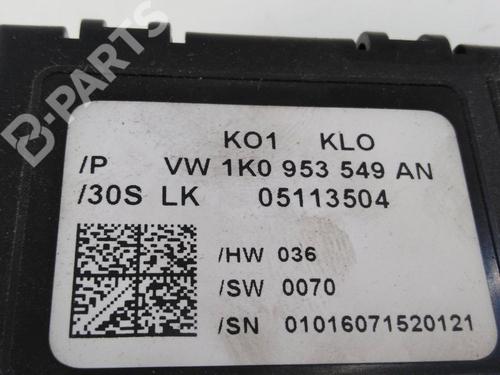 B-PARTS
KO1 KLO
/P VW 1K0 953 549 AN
/30S LK 05113504
/HW 036
/SW 0070
/SN 01016071520121